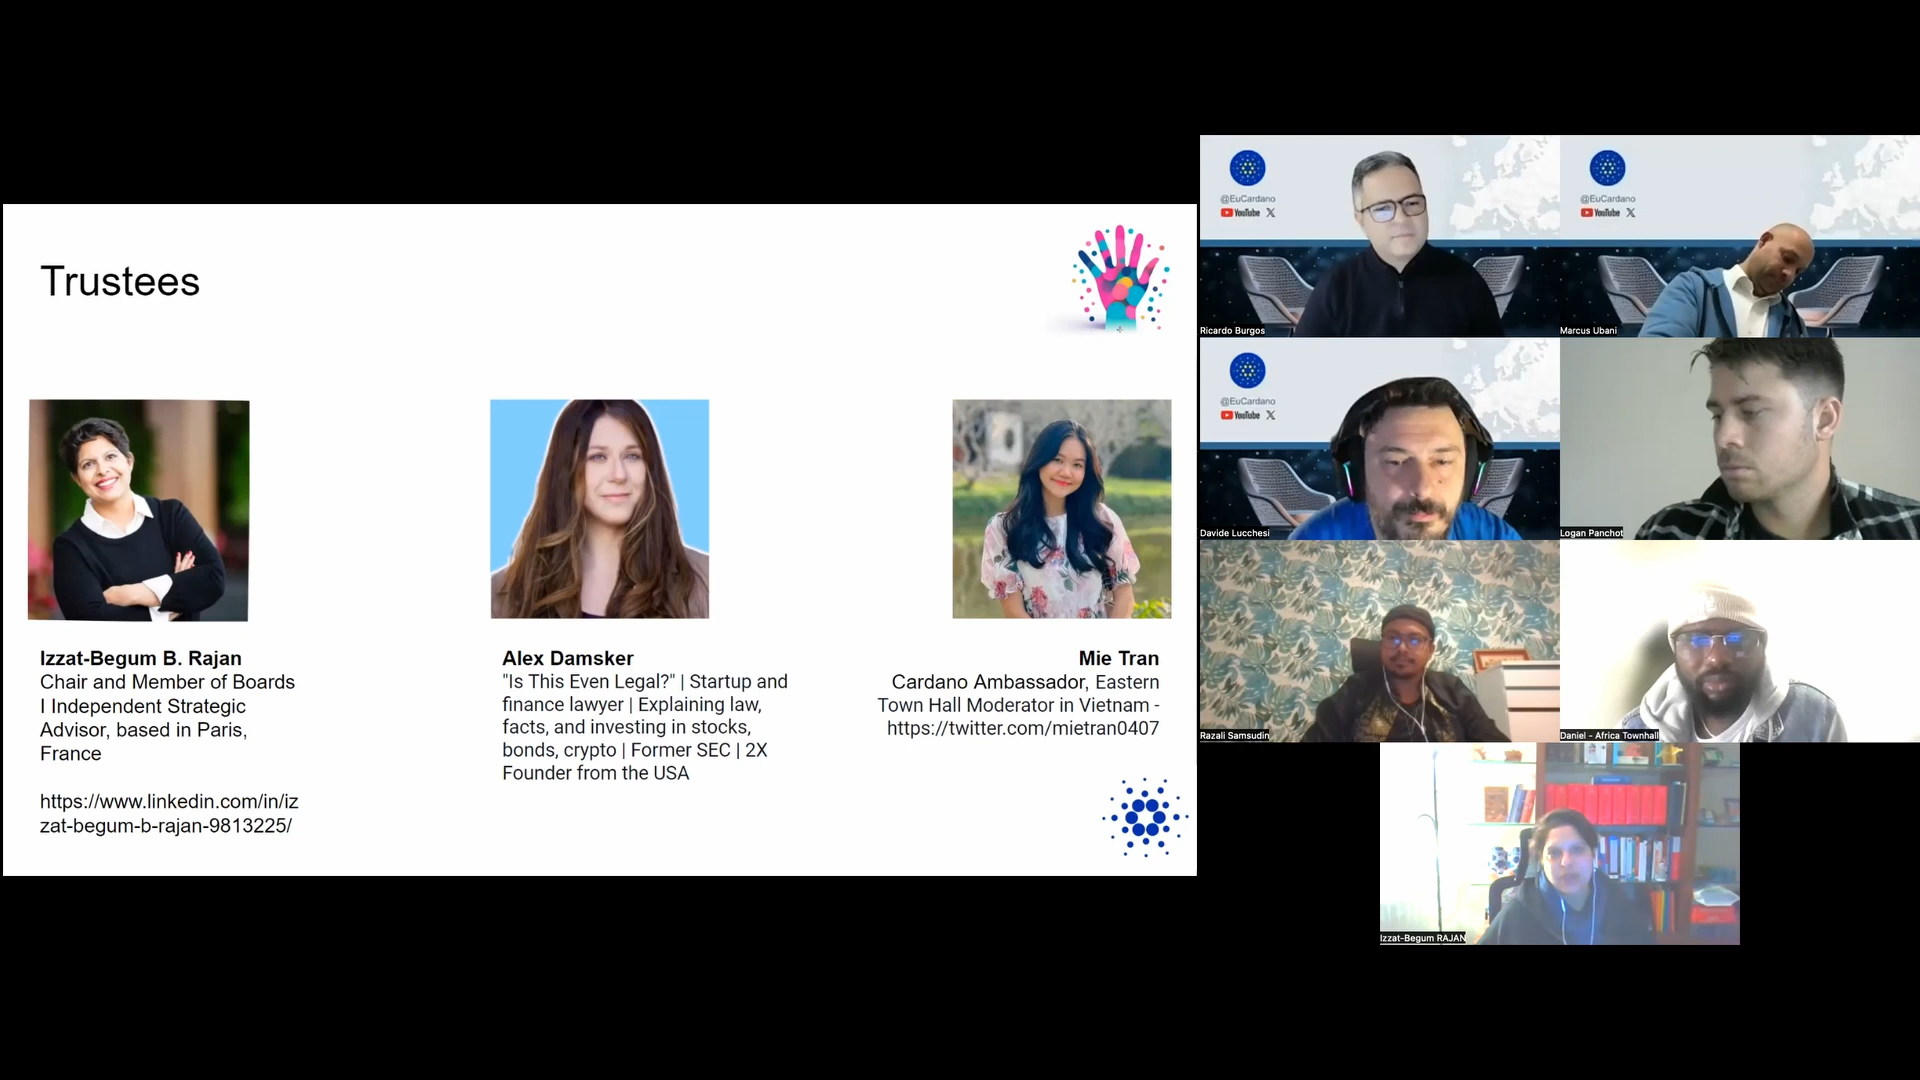 Trustees
Izzat-Begum B. Rajan
Chair and Member of Boards
I Independent Strategic
Advisor, based in Paris,
France
https://www.linkedin.com/in/iz
zat-begum-b-rajan-9813225/
Alex Damsker
"Is This Even Legal?" | Startup and
finance lawyer | Explaining law,
facts, and investing in stocks,
bonds, crypto | Former SEC | 2X
Founder from the USA
Mie Tran
Cardano Ambassador, Eastern
Town Hall Moderator in Vietnam -
https://twitter.com/mietran0407
@EuCardano
YouTube X
Ricardo Burgos
@EuCardano
YouTube X
Marcus Ubani
@EuCardano
YouTube X
Davide Lucchesi
Logan Panchot
Razali Samsudin
Daniel - Africa Townhall
Izzat-Begum RAJAN